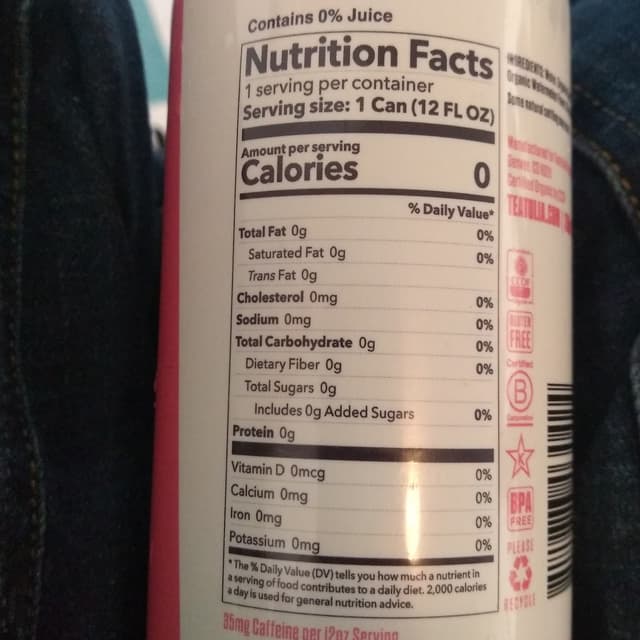 Contains 0% Juice
Nutrition Facts
1 serving per container
Serving size: 1 Can (12 FL OZ)
Amount per serving
Calories 0
% Daily Value*
Total Fat 0g 0%
Saturated Fat 0g 0%
Trans Fat 0g
Cholesterol 0mg 0%
Sodium 0mg 0%
Total Carbohydrate 0g 0%
Dietary Fiber 0g 0%
Total Sugars 0g
Includes 0g Added Sugars 0%
Protein 0g
Vitamin D 0mcg 0%
Calcium 0mg 0%
Iron 0mg 0%
Potassium 0mg 0%
* The % Daily Value (DV) tells you how much a nutrient in
a serving of food contributes to a daily diet. 2,000 calories
a day is used for general nutrition advice.
35mg Caffeine per 12oz Serving
INGREDIENTS:
Organic
TEATULIA.COM
GLUTEN
FREE
Certified
B
K
BPA
FREE
PLEASE
RECYCLE